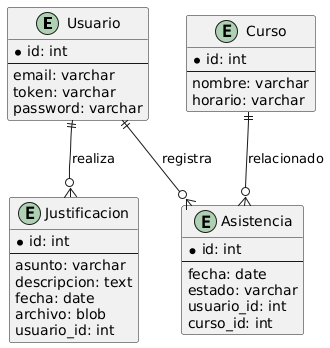 E Usuario
* id: int
email: varchar
token: varchar
password: varchar
E Curso
* id: int
nombre: varchar
horario: varchar
realiza
registra
relacionado
E Justificacion
* id: int
asunto: varchar
descripcion: text
fecha: date
archivo: blob
usuario_id: int
E Asistencia
* id: int
fecha: date
estado: varchar
usuario_id: int
curso_id: int